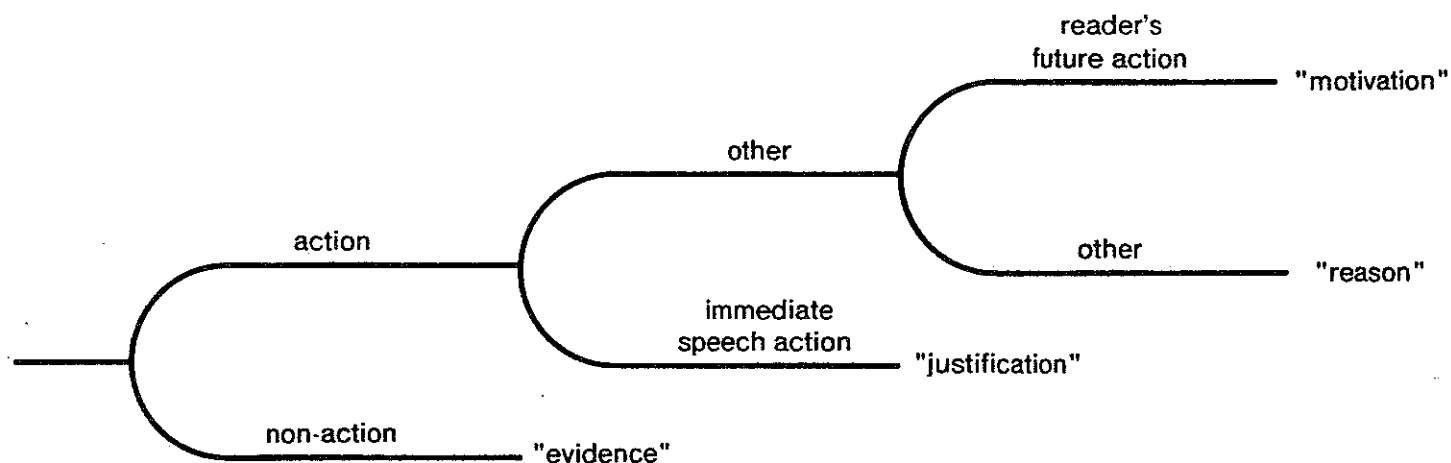 reader's
future action
"motivation"
other
action
other
"reason"
immediate
speech action
"justification"
non-action
"evidence"